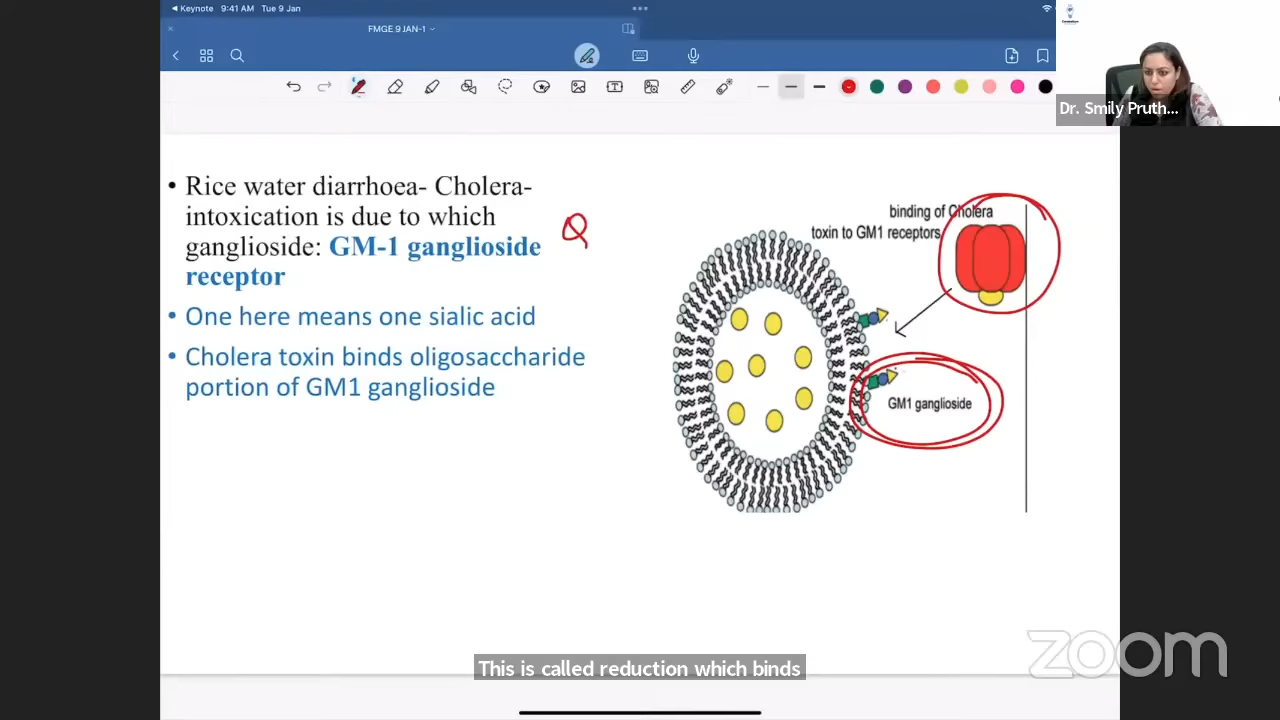 Keynote 9:41 AM Tue 9 Jan
FMGE 9 JAN-1
Dr. Smily Pruth...
• Rice water diarrhoea- Cholera-
intoxication is due to which
ganglioside: GM-1 ganglioside
receptor
Q
• One here means one sialic acid
• Cholera toxin binds oligosaccharide
portion of GM1 ganglioside
binding of Cholera
toxin to GM1 receptors
GM1 ganglioside
This is called reduction which binds
zoom